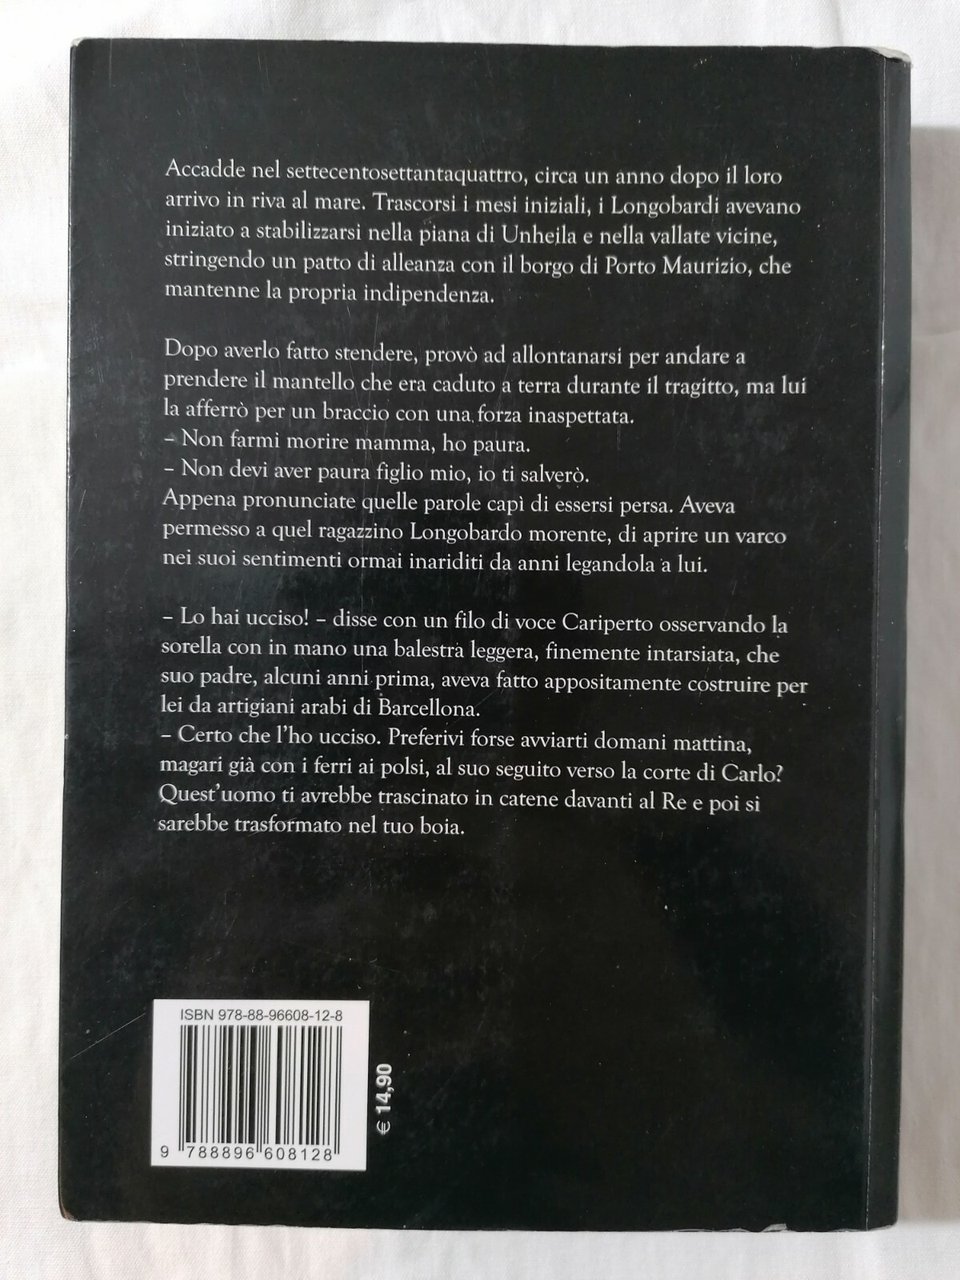 Accadde nel settecentosettantaquattro, circa un anno dopo il loro
arrivo in riva al mare. Trascorsi i mesi iniziali, i Longobardi avevano
iniziato a stabilizzarsi nella piana di Unheila e nella vallate vicine,
stringendo un patto di alleanza con il borgo di Porto Maurizio, che
mantenne la propria indipendenza.
Dopo averlo fatto stendere, provò ad allontanarsi per andare a
prendere il mantello che era caduto a terra durante il tragitto, ma lui
la afferrò per un braccio con una forza inaspettata.
– Non farmi morire mamma, ho paura.
– Non devi aver paura figlio mio, io ti salverò.
Appena pronunciate quelle parole capì di essersi persa. Aveva
permesso a quel ragazzino Longobardo morente, di aprire un varco
nei suoi sentimenti ormai inariditi da anni legandola a lui.
– Lo hai ucciso! – disse con un filo di voce Cariperto osservando la
sorella con in mano una balestra leggera, finemente intarsiata, che
suo padre, alcuni anni prima, aveva fatto appositamente costruire per
lei da artigiani arabi di Barcellona.
– Certo che l'ho ucciso. Preferivi forse avviarti domani mattina,
magari già con i ferri ai polsi, al suo seguito verso la corte di Carlo?
Quest'uomo ti avrebbe trascinato in catene davanti al Re e poi si
sarebbe trasformato nel tuo boia.
ISBN 978-88-96608-12-8
9 788896 608128
€ 14,90